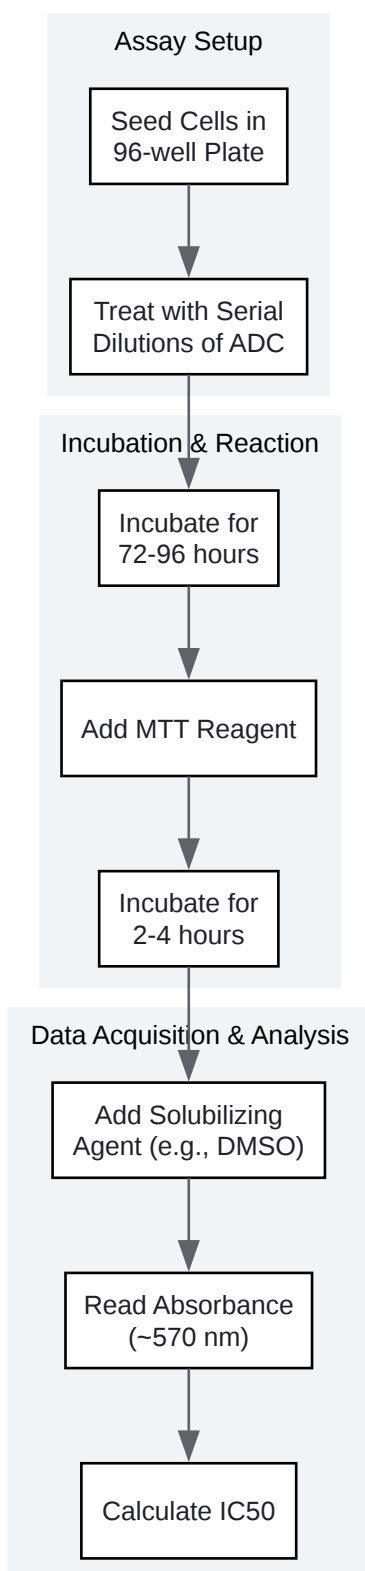 Assay Setup
Seed Cells in
96-well Plate
Treat with Serial
Dilutions of ADC
Incubation & Reaction
Incubate for
72-96 hours
Add MTT Reagent
Incubate for
2-4 hours
Data Acquisition & Analysis
Add Solubilizing
Agent (e.g., DMSO)
Read Absorbance
(~570 nm)
Calculate IC50